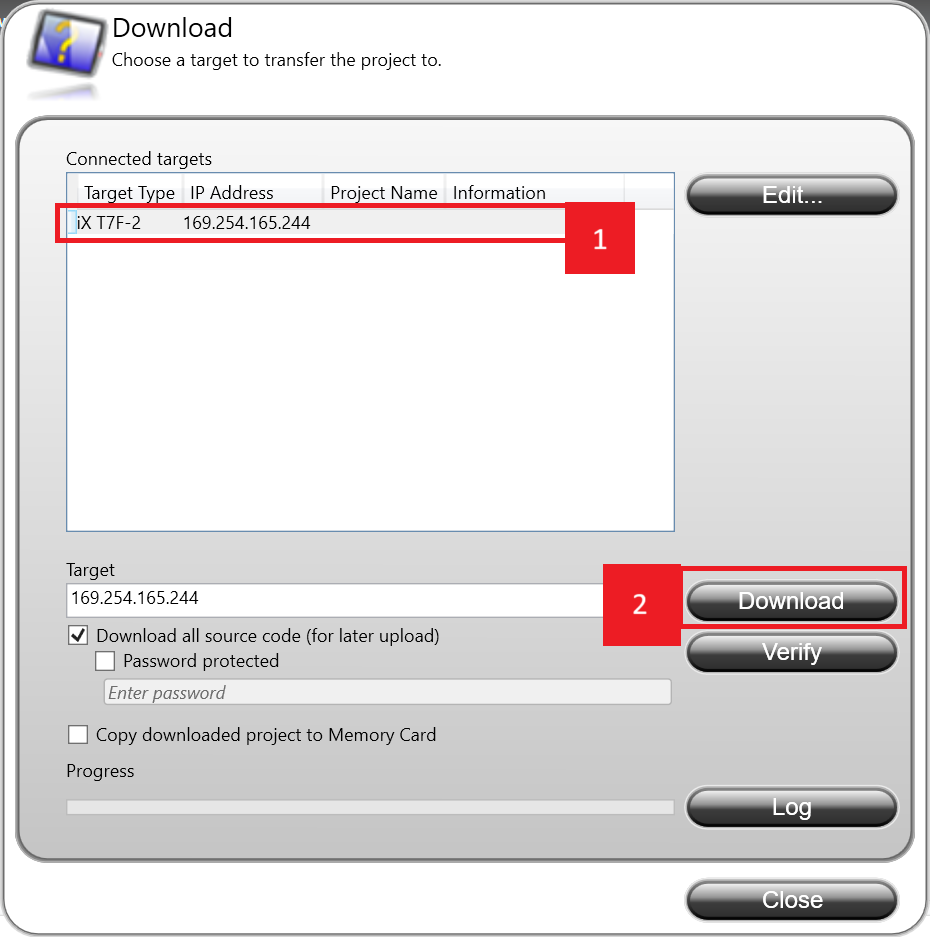 Download
Choose a target to transfer the project to.
Connected targets
Target Type IP Address Project Name Information
iX T7F-2 169.254.165.244
1
Edit...
Target
169.254.165.244
2
Download
Download all source code (for later upload)
Password protected
Verify
Enter password
Copy downloaded project to Memory Card
Progress
Log
Close